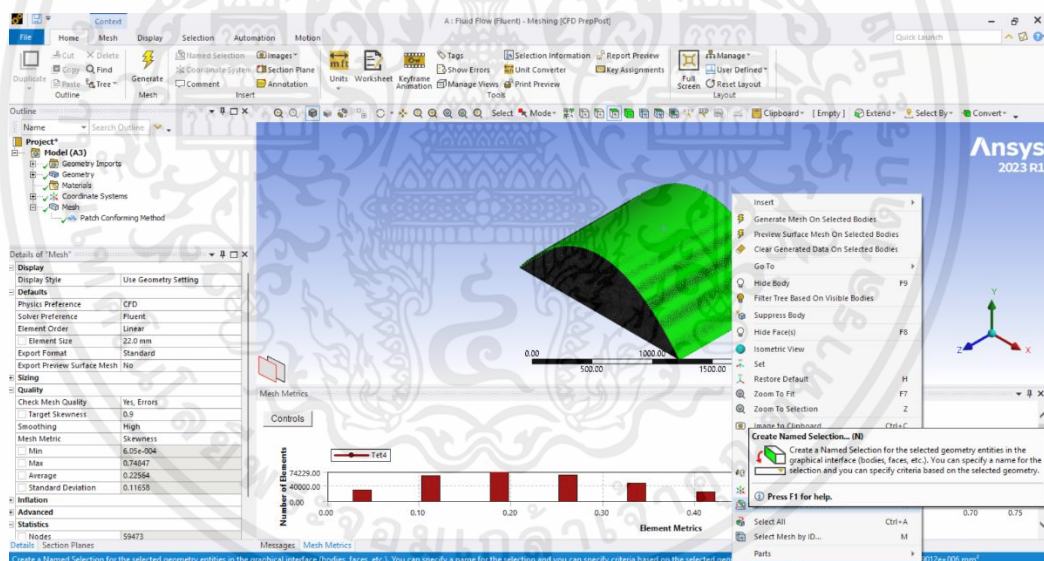 Context
A : Fluid Flow (Fluent) - Meshing [CFD PrepPost]
File Home Mesh Display Selection Automation Motion
Quick Launch
Duplicate
Cut Delete
Copy Find
Paste Tree
Outline
Generate Mesh
Named Selection Images
Coordinate System Section Plane
Comment Annotation
Insert
Units Worksheet Keyframe Animation
Tags Selection Information Report Preview
Show Errors Unit Converter Key Assignments
Manage Views Print Preview
Tools
Full Screen
Manage
User Defined
Reset Layout
Layout
Outline
Select Mode Clipboard [ Empty ] Extend Select By Convert
Name Search Outline
Project*
Model (A3)
Geometry Imports
Geometry
Materials
Coordinate Systems
Mesh
Patch Conforming Method
Ansys
2023 R1
Details of "Mesh"
Display
Display Style Use Geometry Setting
Defaults
Physics Preference CFD
Solver Preference Fluent
Element Order Linear
Element Size 22.0 mm
Export Format Standard
Export Preview Surface Mesh No
Sizing
Quality
Check Mesh Quality Yes, Errors
Target Skewness 0.9
Smoothing High
Mesh Metric Skewness
Min 6.05e-004
Max 0.74847
Average 0.22564
Standard Deviation 0.11658
Inflation
Advanced
Statistics
Nodes 59473
Details Section Planes
0.00 1000.00
500.00 1500.00
Y
Z X
Insert
Generate Mesh On Selected Bodies
Preview Surface Mesh On Selected Bodies
Clear Generated Data On Selected Bodies
Go To
Hide Body F9
Filter Tree Based On Visible Bodies
Suppress Body
Hide Face(s) F8
Isometric View
Set
Restore Default H
Zoom To Fit F7
Zoom To Selection Z
Image to Clipboard Ctrl+C
Create Named Selection... (N)
Create a Named Selection for the selected geometry entities in the
graphical interface (bodies, faces, etc.). You can specify a name for the
selection and you can specify criteria based on the selected geometry.
Press F1 for help.
Select All Ctrl+A
Select Mesh by ID... M
Parts
Mesh Metrics
Controls
Tet4
Number of Elements
74229.00
40000.00
0.00
0.00 0.10 0.20 0.30 0.40 0.70 0.75
Element Metrics
Messages Mesh Metrics
Create a Named Selection for the selected geometry entities in the graphical interface (bodies, faces, etc.). You can specify a name for the selection and you can specify criteria based on the selected